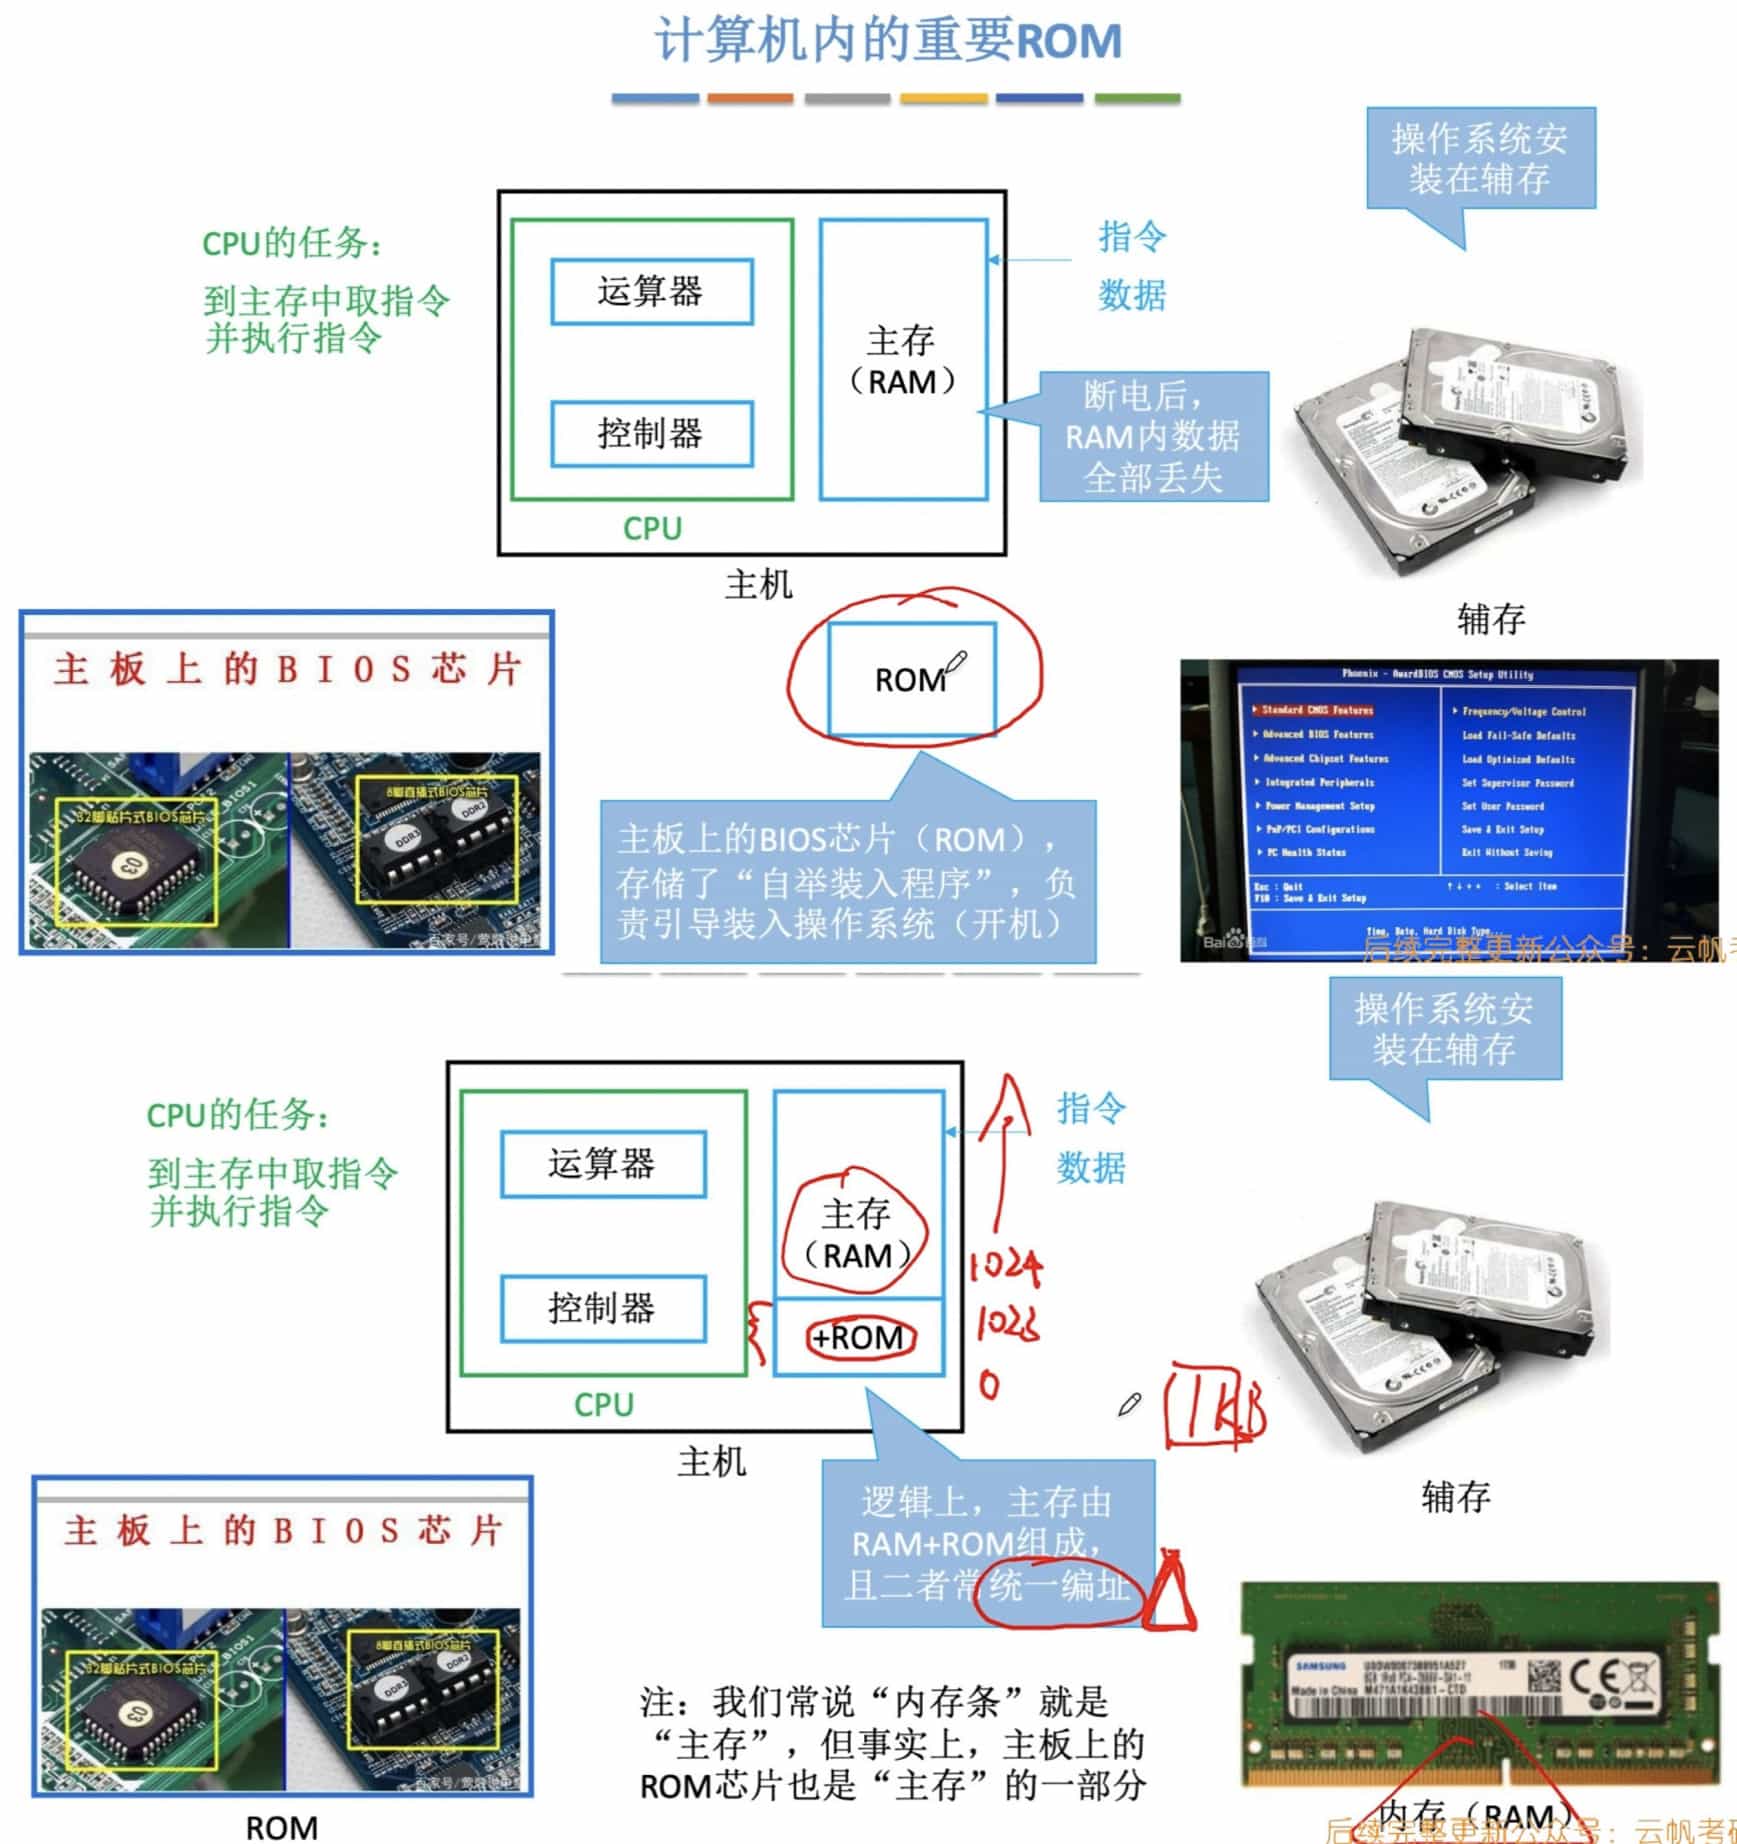 计算机内的重要ROM
操作系统安
装在辅存
CPU的任务：
到主存中取指令
并执行指令
运算器
控制器
CPU
主存
（RAM）
指令
数据
断电后，
RAM内数据
全部丢失
主机
辅存
主板上的BIOS芯片
32脚贴片式BIOS芯片
BIOS1
03
8脚直插式BIOS芯片
DDR3
DDR2
ROM
主板上的BIOS芯片（ROM），
存储了“自举装入程序”，负
责引导装入操作系统（开机）
Phoenix - AwardBIOS CMOS Setup Utility
Standard CMOS Features
Advanced BIOS Features
Advanced Chipset Features
Integrated Peripherals
Power Management Setup
PnP/PCI Configurations
PC Health Status
Frequency/Voltage Control
Load Fail-Safe Defaults
Load Optimized Defaults
Set Supervisor Password
Set User Password
Save & Exit Setup
Exit Without Saving
Esc : Quit
F10 : Save & Exit Setup
↑ ↓ → ← : Select Item
Time, Date, Hard Disk Type...
Bai百科
后续完整更新公众号：云帆考
操作系统安
装在辅存
CPU的任务：
到主存中取指令
并执行指令
运算器
控制器
CPU
主存
（RAM）
+ROM
指令
数据
1024
1023
0
1KB
主机
辅存
逻辑上，主存由
RAM+ROM组成，
且二者常统一编址
主板上的BIOS芯片
32脚贴片式BIOS芯片
BIOS1
03
8脚直插式BIOS芯片
DDR3
DDR2
ROM
注：我们常说“内存条”就是
“主存”，但事实上，主板上的
ROM芯片也是“主存”的一部分
SAMSUNG
Made in China
CE
内存（RAM）
后续完整更新公众号：云帆考研